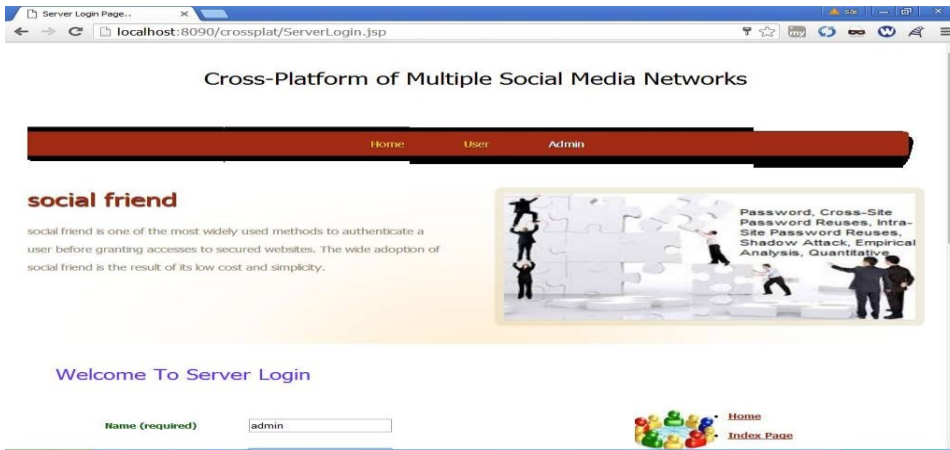 Server Login Page..
sai
localhost:8090/crossplat/ServerLogin.jsp
my
Cross-Platform of Multiple Social Media Networks
Home User Admin
social friend
social friend is one of the most widely used methods to authenticate a
user before granting accesses to secured websites. The wide adoption of
social friend is the result of its low cost and simplicity.
Password, Cross-Site
Password Reuses, Intra-
Site Password Reuses,
Shadow Attack, Empirical
Analysis, Quantitative
Welcome To Server Login
Name (required) admin
Home
Index Page